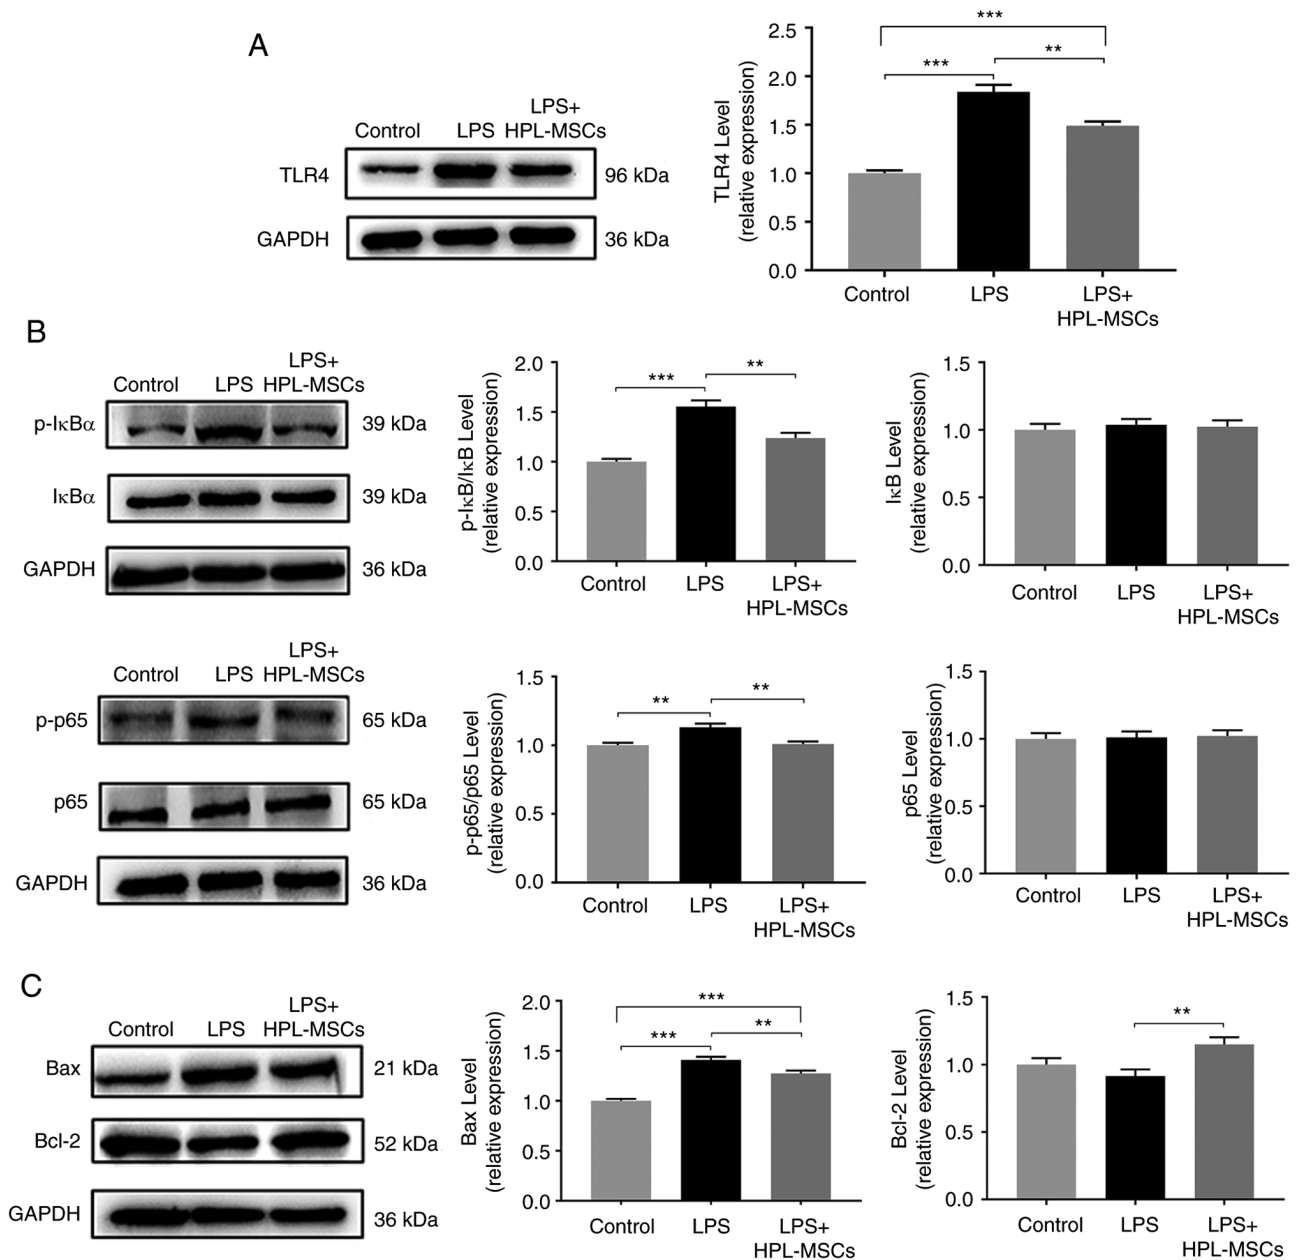 A
Control
LPS
LPS+
HPL-MSCs
TLR4
96 kDa
GAPDH
36 kDa
TLR4 Level
(relative expression)
2.5
2.0
1.5
1.0
0.5
0.0
***
***
**
Control
LPS
LPS+
HPL-MSCs
B
Control
LPS
LPS+
HPL-MSCs
p-IκBα
39 kDa
IκBα
39 kDa
GAPDH
36 kDa
p-IκB/IκB Level
(relative expression)
2.0
1.5
1.0
0.5
0.0
***
**
Control
LPS
LPS+
HPL-MSCs
IκB Level
(relative expression)
1.5
1.0
0.5
0.0
Control
LPS
LPS+
HPL-MSCs
Control
LPS
LPS+
HPL-MSCs
p-p65
65 kDa
p65
65 kDa
GAPDH
36 kDa
p-p65/p65 Level
(relative expression)
1.5
1.0
0.5
0.0
**
**
Control
LPS
LPS+
HPL-MSCs
p65 Level
(relative expression)
1.5
1.0
0.5
0.0
Control
LPS
LPS+
HPL-MSCs
C
Control
LPS
LPS+
HPL-MSCs
Bax
21 kDa
Bcl-2
52 kDa
GAPDH
36 kDa
Bax Level
(relative expression)
2.0
1.5
1.0
0.5
0.0
***
***
**
Control
LPS
LPS+
HPL-MSCs
Bcl-2 Level
(relative expression)
1.5
1.0
0.5
0.0
**
Control
LPS
LPS+
HPL-MSCs